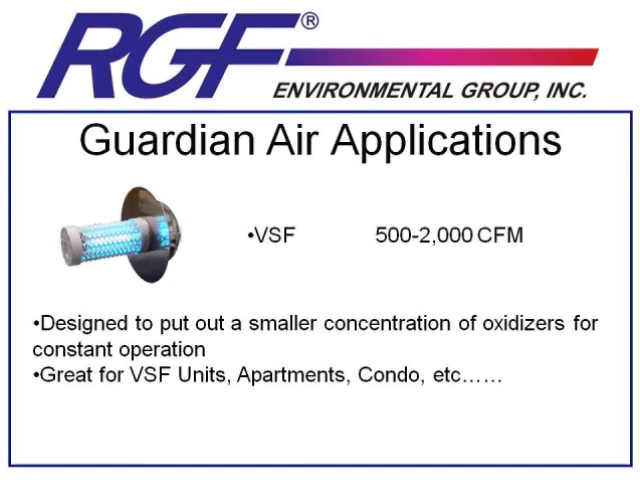 RGF®
ENVIRONMENTAL GROUP, INC.
Guardian Air Applications
•VSF 500-2,000 CFM
•Designed to put out a smaller concentration of oxidizers for
constant operation
•Great for VSF Units, Apartments, Condo, etc……